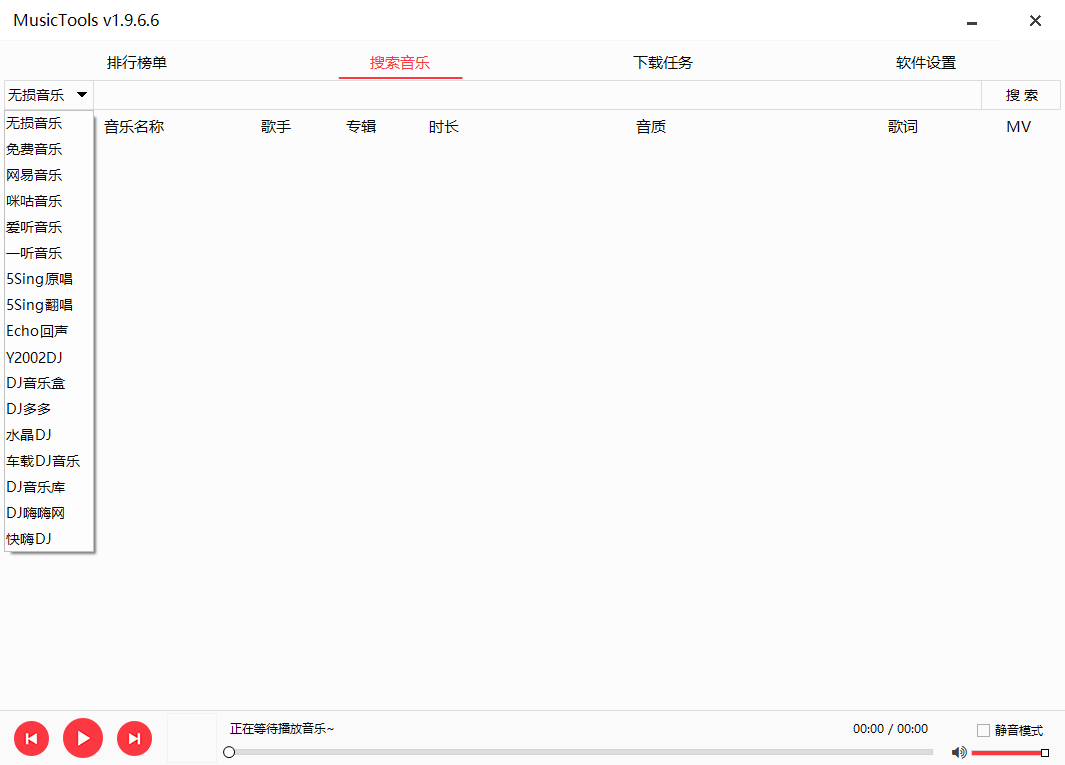 MusicTools v1.9.6.6
排行榜单 搜索音乐 下载任务 软件设置
无损音乐 搜 索
音乐名称 歌手 专辑 时长 音质 歌词 MV
无损音乐
免费音乐
网易音乐
咪咕音乐
爱听音乐
一听音乐
5Sing原唱
5Sing翻唱
Echo回声
Y2002DJ
DJ音乐盒
DJ多多
水晶DJ
车载DJ音乐
DJ音乐库
DJ嗨嗨网
快嗨DJ
正在等待播放音乐~ 00:00 / 00:00 静音模式